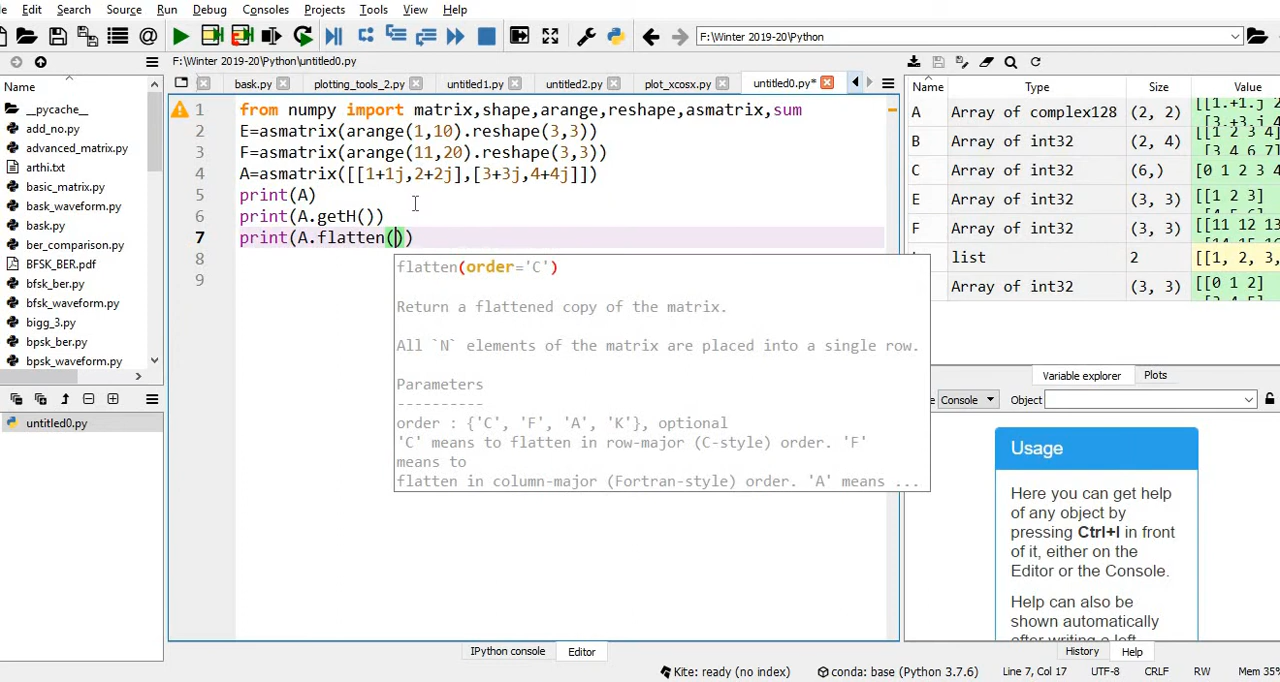 Edit Search Source Run Debug Consoles Projects Tools View Help
F:\Winter 2019-20\Python
F:\Winter 2019-20\Python\untitled0.py
bask.py plotting_tools_2.py untitled1.py untitled2.py plot_xcosx.py untitled0.py*
Name
__pycache__
add_no.py
advanced_matrix.py
arthi.txt
basic_matrix.py
bask_waveform.py
bask.py
ber_comparison.py
BFSK_BER.pdf
bfsk_ber.py
bfsk_waveform.py
bigg_3.py
bpsk_ber.py
bpsk_waveform.py
untitled0.py
1 from numpy import matrix,shape,arange,reshape,asmatrix,sum
2 E=asmatrix(arange(1,10).reshape(3,3))
3 F=asmatrix(arange(11,20).reshape(3,3))
4 A=asmatrix([[1+1j,2+2j],[3+3j,4+4j]])
5 print(A)
6 print(A.getH())
7 print(A.flatten())
8
9
flatten(order='C')
Return a flattened copy of the matrix.
All `N` elements of the matrix are placed into a single row.
Parameters
----------
order : {'C', 'F', 'A', 'K'}, optional
'C' means to flatten in row-major (C-style) order. 'F'
means to
flatten in column-major (Fortran-style) order. 'A' means ...
Name Type Size Value
A Array of complex128 (2, 2) [[1.+1.j 2
B Array of int32 (2, 4) [[1 2 3 4
C Array of int32 (6,) [0 1 2 3 4
E Array of int32 (3, 3) [[1 2 3]
F Array of int32 (3, 3) [[11 12 13
list 2 [[1, 2, 3,
Array of int32 (3, 3) [[0 1 2]
Variable explorer Plots
Console Object
Usage
Here you can get help
of any object by
pressing Ctrl+I in front
of it, either on the
Editor or the Console.
Help can also be
shown automatically
after writing a left
History Help
IPython console Editor
Kite: ready (no index) conda: base (Python 3.7.6) Line 7, Col 17 UTF-8 CRLF RW Mem 35%